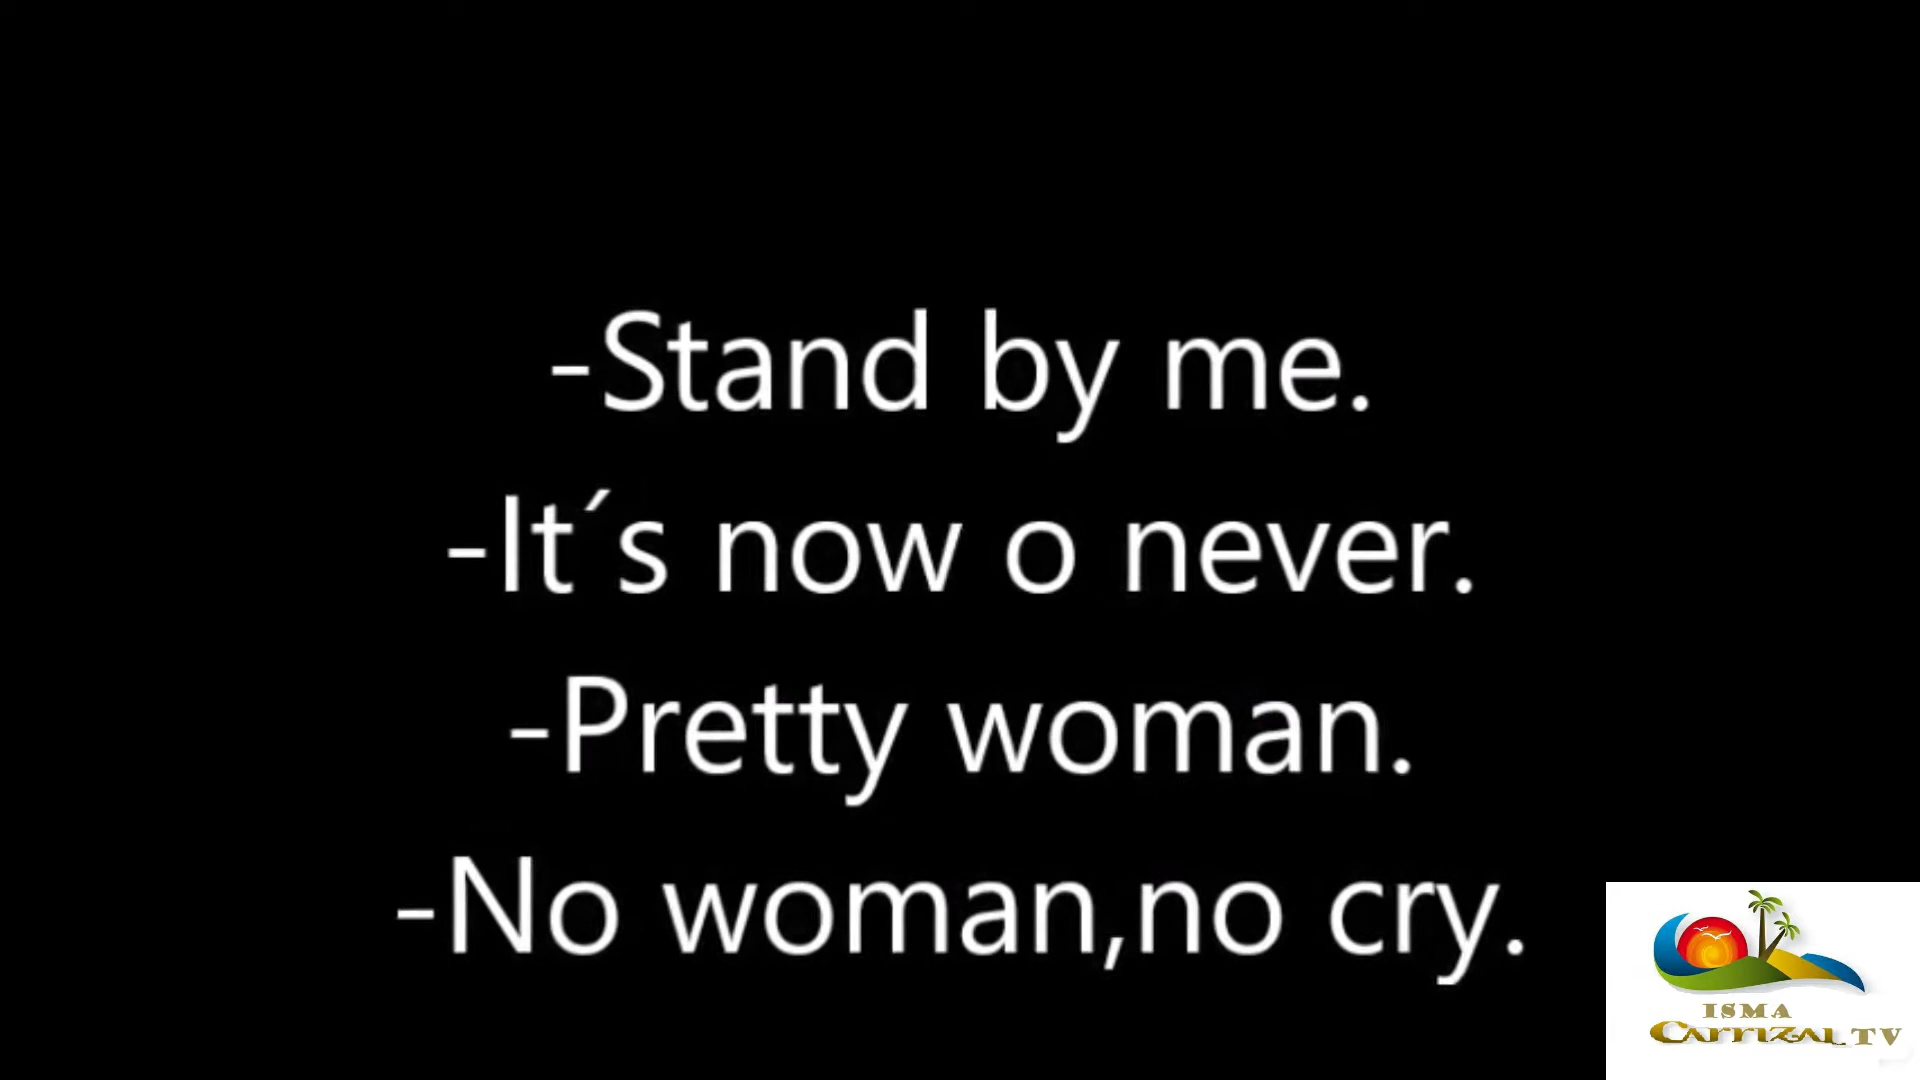 -Stand by me.
-It´s now o never.
-Pretty woman.
-No woman,no cry.
ISMA
Carrizal TV